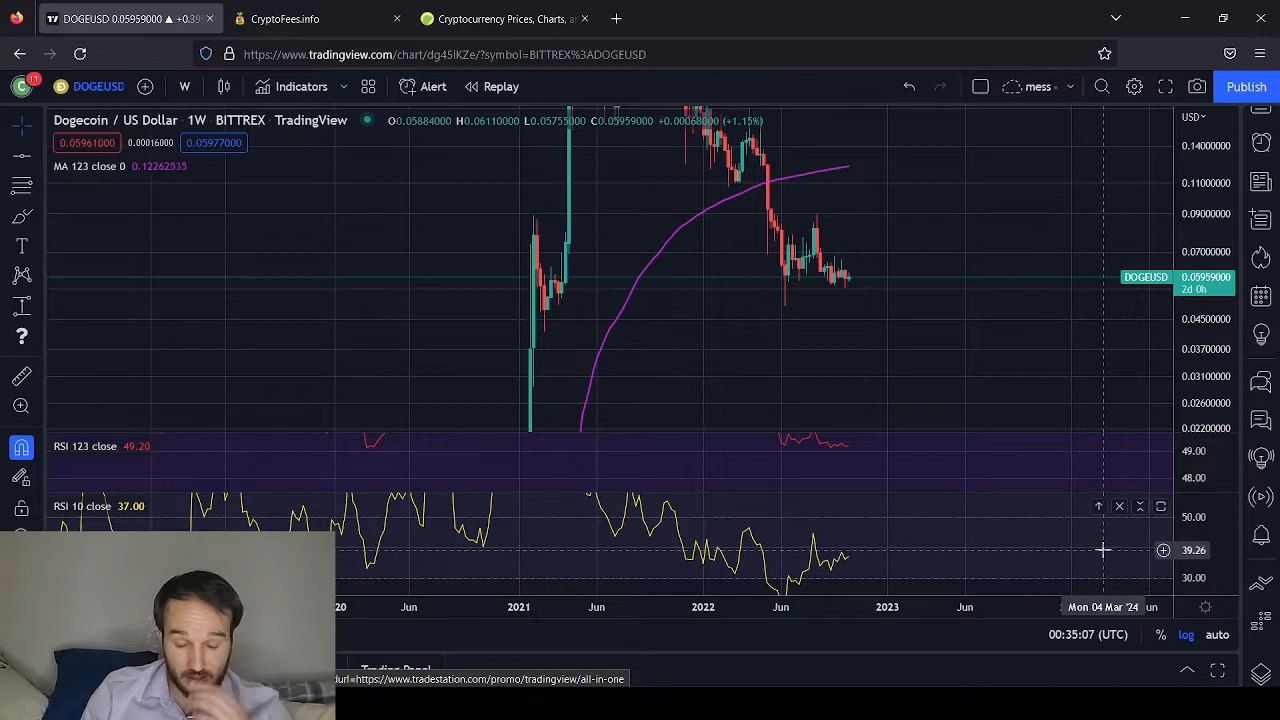 DOGEUSD 0.05959000 ▲ +0.39
CryptoFees.info
Cryptocurrency Prices, Charts, a
https://www.tradingview.com/chart/dg45lKZe/?symbol=BITTREX%3ADOGEUSD
C 11 DOGEUSD W Indicators Alert Replay mess Publish
Dogecoin / US Dollar · 1W · BITTREX · TradingView O0.05884000 H0.06110000 L0.05755000 C0.05959000 +0.00068000 (+1.15%)
USD
0.05961000 0.00016000 0.05977000
MA 123 close 0 0.12262535
0.14000000
0.11000000
0.09000000
0.07000000
DOGEUSD 0.05959000
2d 0h
0.04500000
0.03700000
0.03100000
0.02600000
0.02200000
RSI 123 close 49.20
49.00
48.00
RSI 10 close 37.00
50.00
39.26
30.00
20 Jun 2021 Jun 2022 Jun 2023 Jun Mon 04 Mar '24 un
00:35:07 (UTC) % log auto
Trading Panel
durl=https://www.tradestation.com/promo/tradingview/all-in-one